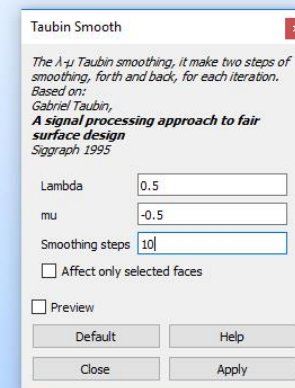 Taubin Smooth
The λ-μ Taubin smoothing, it make two steps of
smoothing, forth and back, for each iteration.
Based on:
Gabriel Taubin,
A signal processing approach to fair
surface design
Siggraph 1995
Lambda 0.5
mu -0.5
Smoothing steps 10
Affect only selected faces
Preview
Default Help
Close Apply